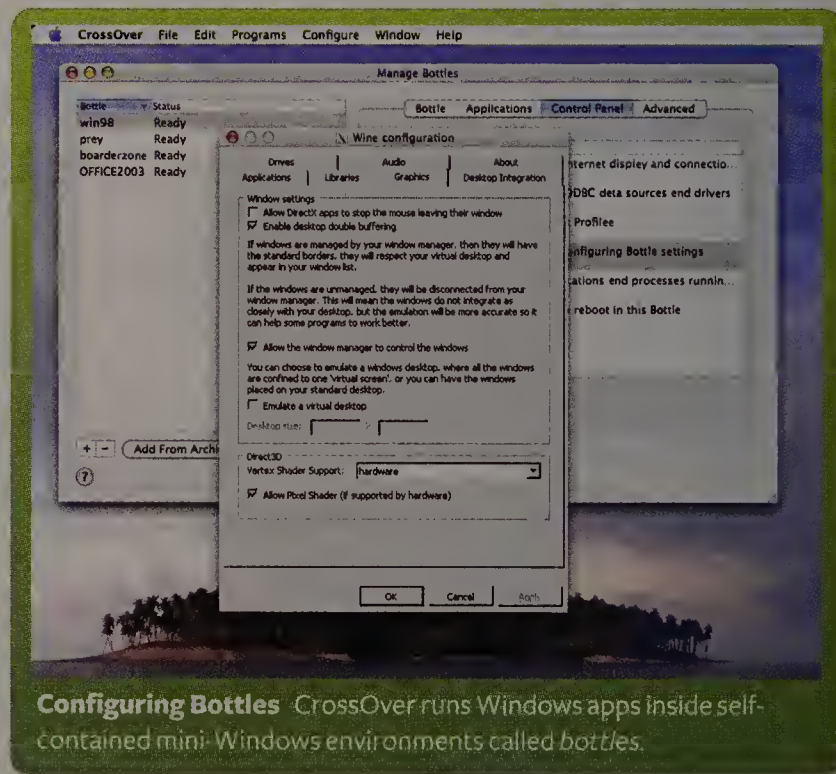 CrossOver File Edit Programs Configure Window Help
Manage Bottles
Bottle Status
win98 Ready
prey Ready
boarderzone Ready
OFFICE2003 Ready
Bottle Applications Control Panel Advanced
Wine configuration
Drives Audio About
Applications Libraries Graphics Desktop Integration
Window settings
Allow DirectX apps to stop the mouse leaving their window
Enable desktop double buffering
If windows are managed by your window manager, then they will have
the standard borders, they will respect your virtual desktop and
appear in your window list.
If the windows are unmanaged, they will be disconnected from your
window manager. This will mean the windows do not integrate as
closely with your desktop, but the emulation will be more accurate so it
can help some programs to work better.
Allow the window manager to control the windows
You can choose to emulate a windows desktop, where all the windows
are confined to one 'virtual screen', or you can have the windows
placed on your standard desktop.
Emulate a virtual desktop
Desktop size:
Direct3D
Vertex Shader Support: hardware
Allow Pixel Shader (if supported by hardware)
OK Cancel Apply
ternet display and connectio...
DBC deta sources end drivers
Profilee
nfiguring Bottle settings
ations end processes runnin...
reboot in this Bottle
+ - Add From Archi
?
Configuring Bottles CrossOver runs Windows apps inside self-
contained mini-Windows environments called bottles.